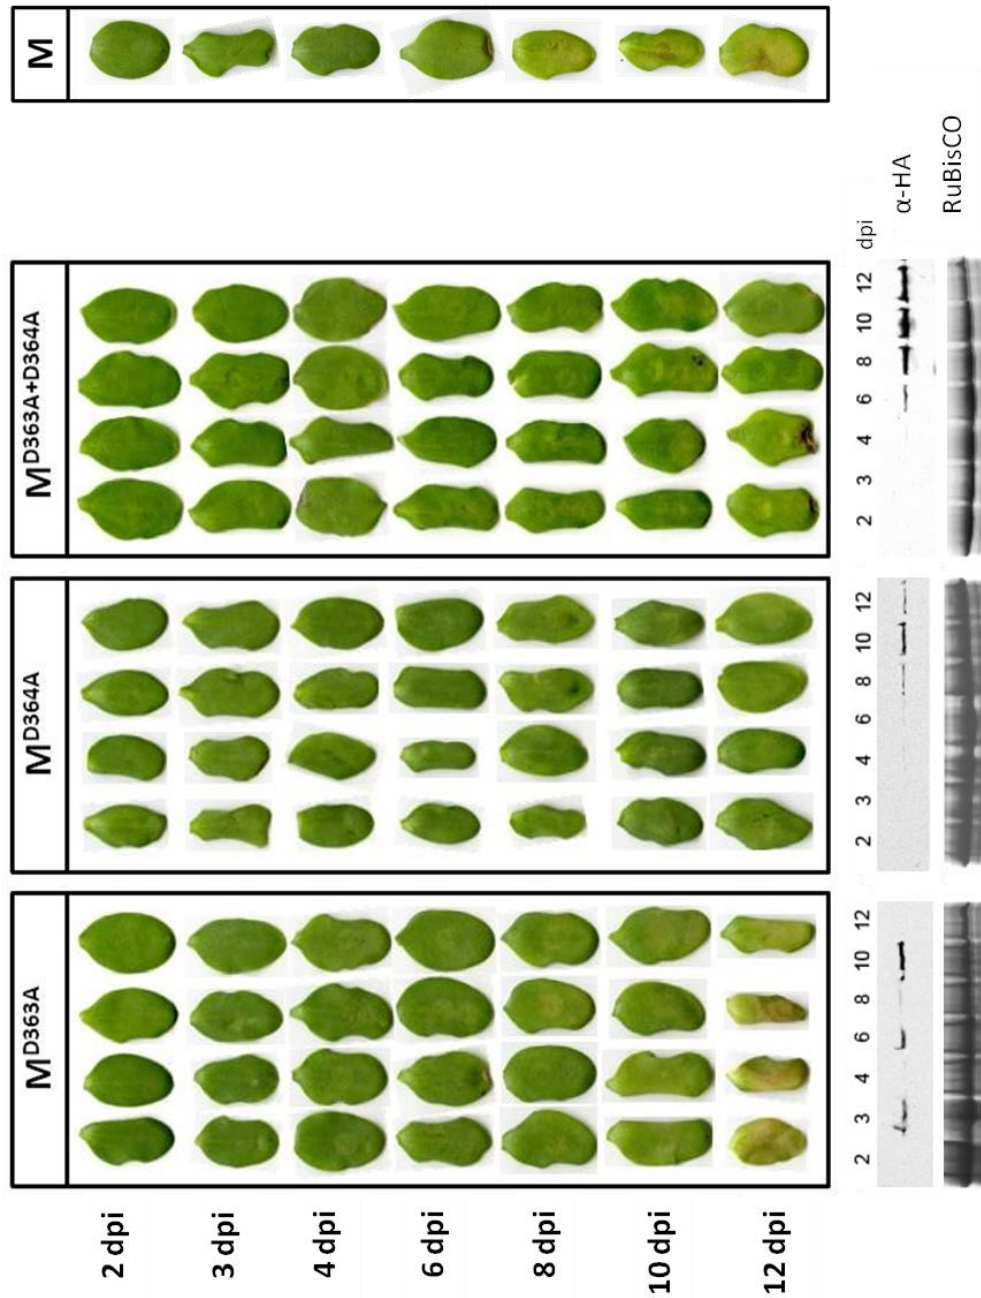 M^D363A M^D364A M^D363A+D364A M
2 dpi
3 dpi
4 dpi
6 dpi
8 dpi
10 dpi
12 dpi
2 3 4 6 8 10 12 2 3 4 6 8 10 12 2 3 4 6 8 10 12 dpi
α-HA
RuBisCO